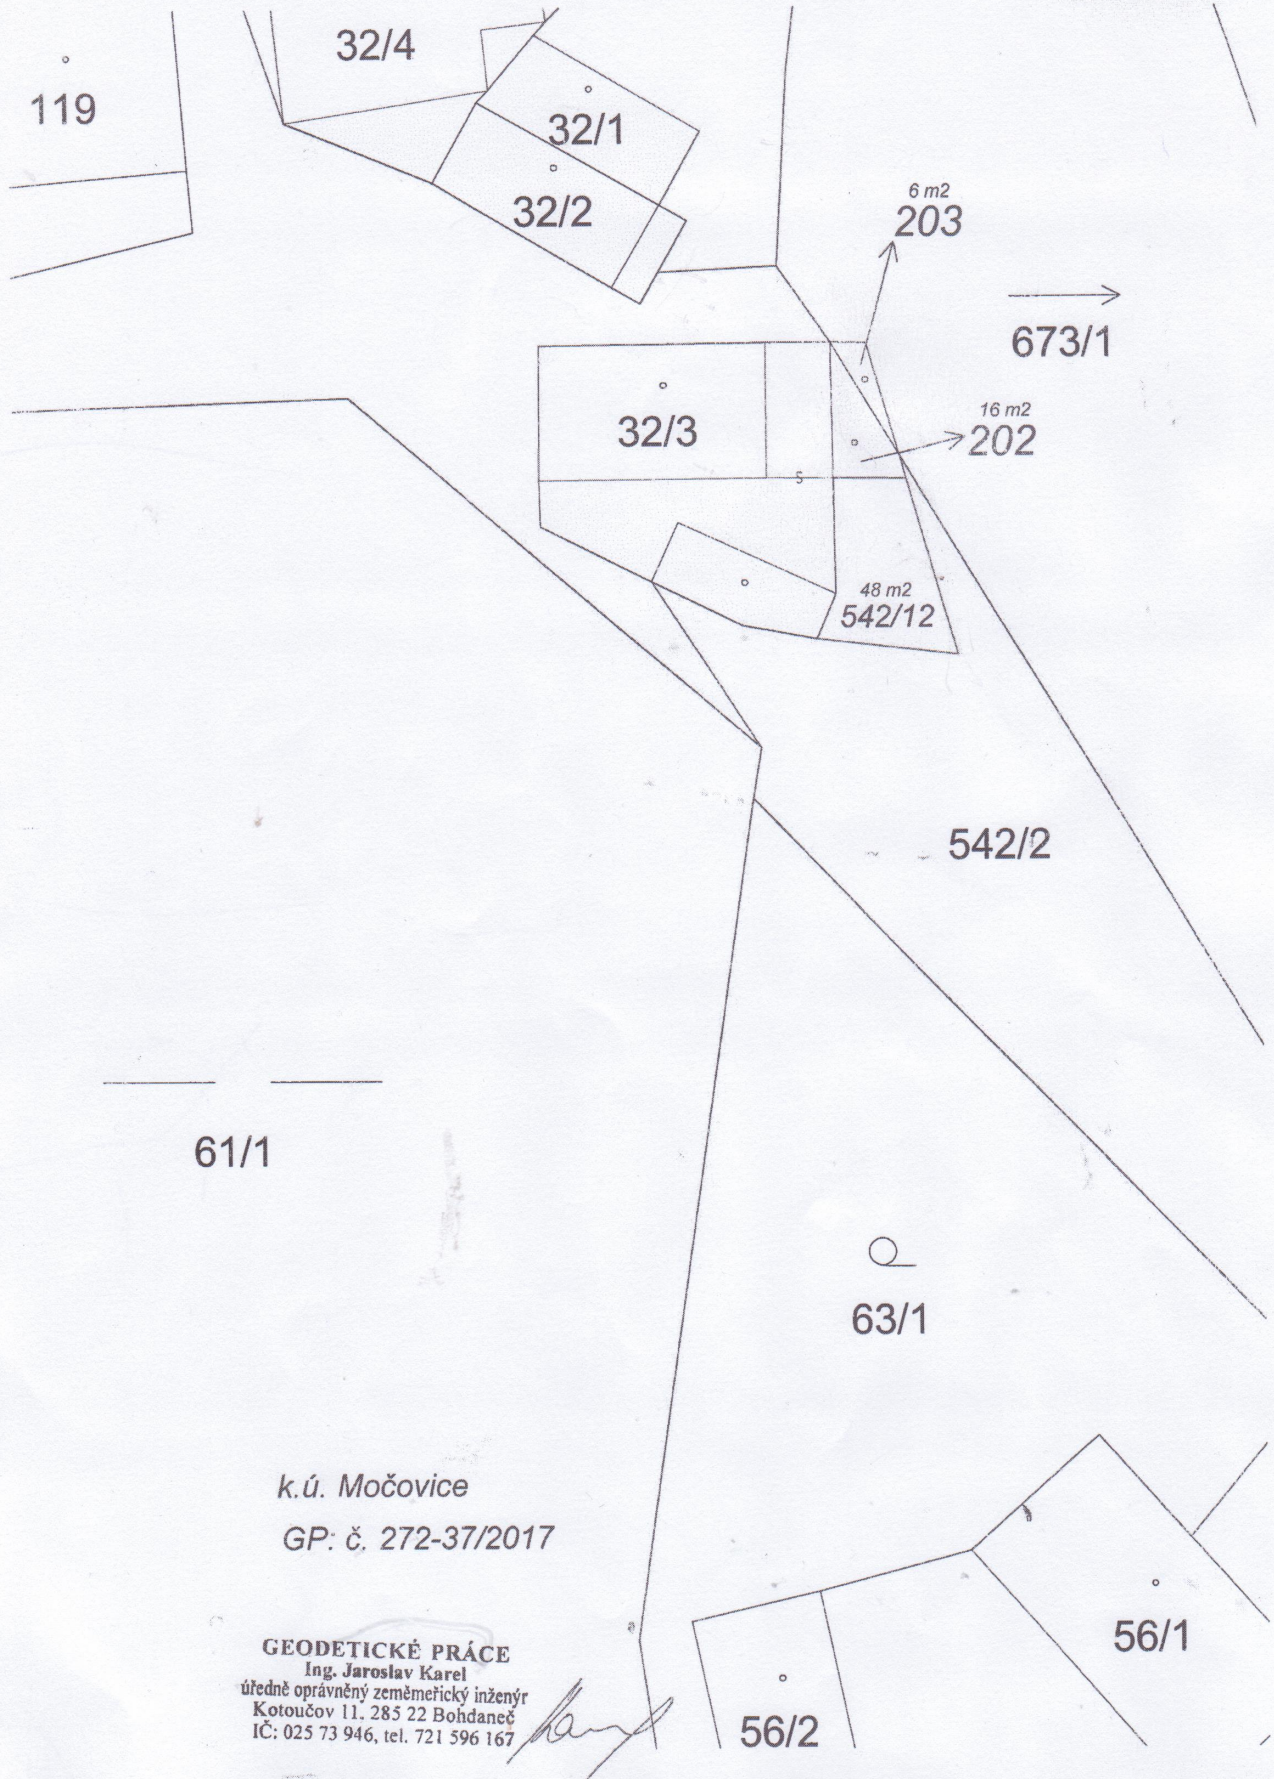 32/4
119
32/1
32/2
6 m2
203
673/1
32/3
16 m2
202
S
48 m2
542/12
542/2
61/1
63/1
k.ú. Močovice
GP: č. 272-37/2017
56/1
GEODETICKÉ PRÁCE
Ing. Jaroslav Karel
úředně oprávněný zeměměřický inženýr
Kotoučov 11, 285 22 Bohdaneč
IČ: 025 73 946, tel. 721 596 167
56/2